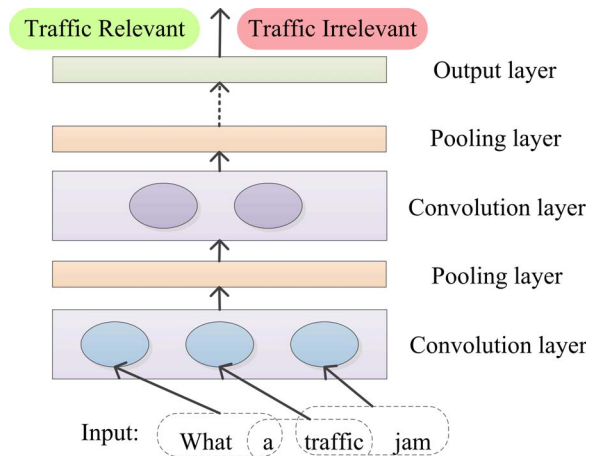 Traffic Relevant Traffic Irrelevant
Output layer
Pooling layer
Convolution layer
Pooling layer
Convolution layer
Input: What a traffic jam